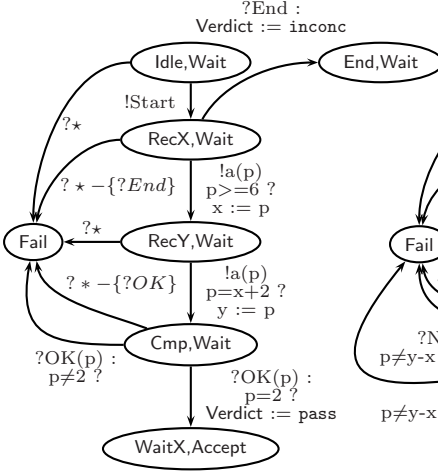 ?End :
Verdict := inconc
Idle,Wait
End,Wait
!Start
?⋆
RecX,Wait
?⋆−{?End}
!a(p)
p>=6 ?
x := p
Fail
?⋆
RecY,Wait
Fail
?∗−{?OK}
!a(p)
p=x+2 ?
y := p
?N
p≠y-x
Cmp,Wait
?OK(p) :
p≠2 ?
?OK(p) :
p=2 ?
Verdict := pass
p≠y-x
WaitX,Accept